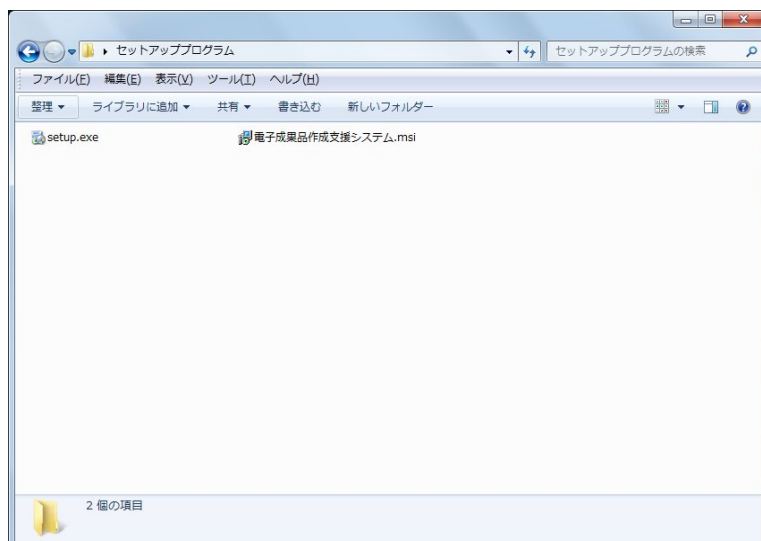 セットアッププログラム
セットアッププログラムの検索
ファイル(F) 編集(E) 表示(V) ツール(T) ヘルプ(H)
整理 ライブラリに追加 共有 書き込む 新しいフォルダー
setup.exe 電子成果品作成支援システム.msi
2 個の項目